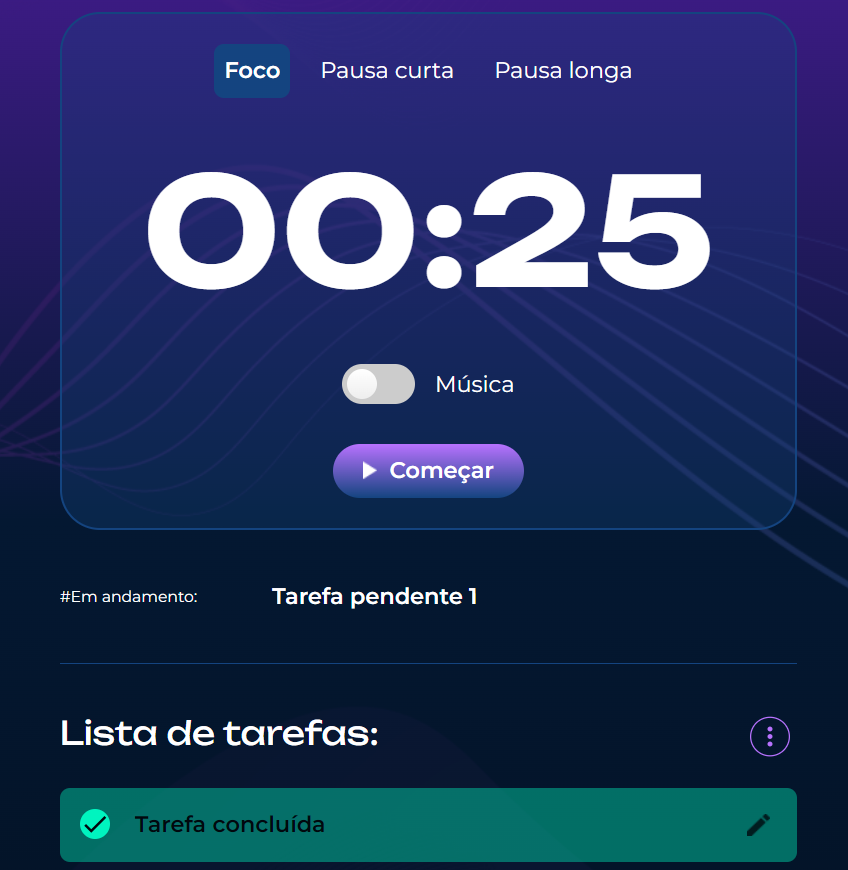 Foco Pausa curta Pausa longa
00:25
Música
Começar
#Em andamento: Tarefa pendente 1
Lista de tarefas:
Tarefa concluída